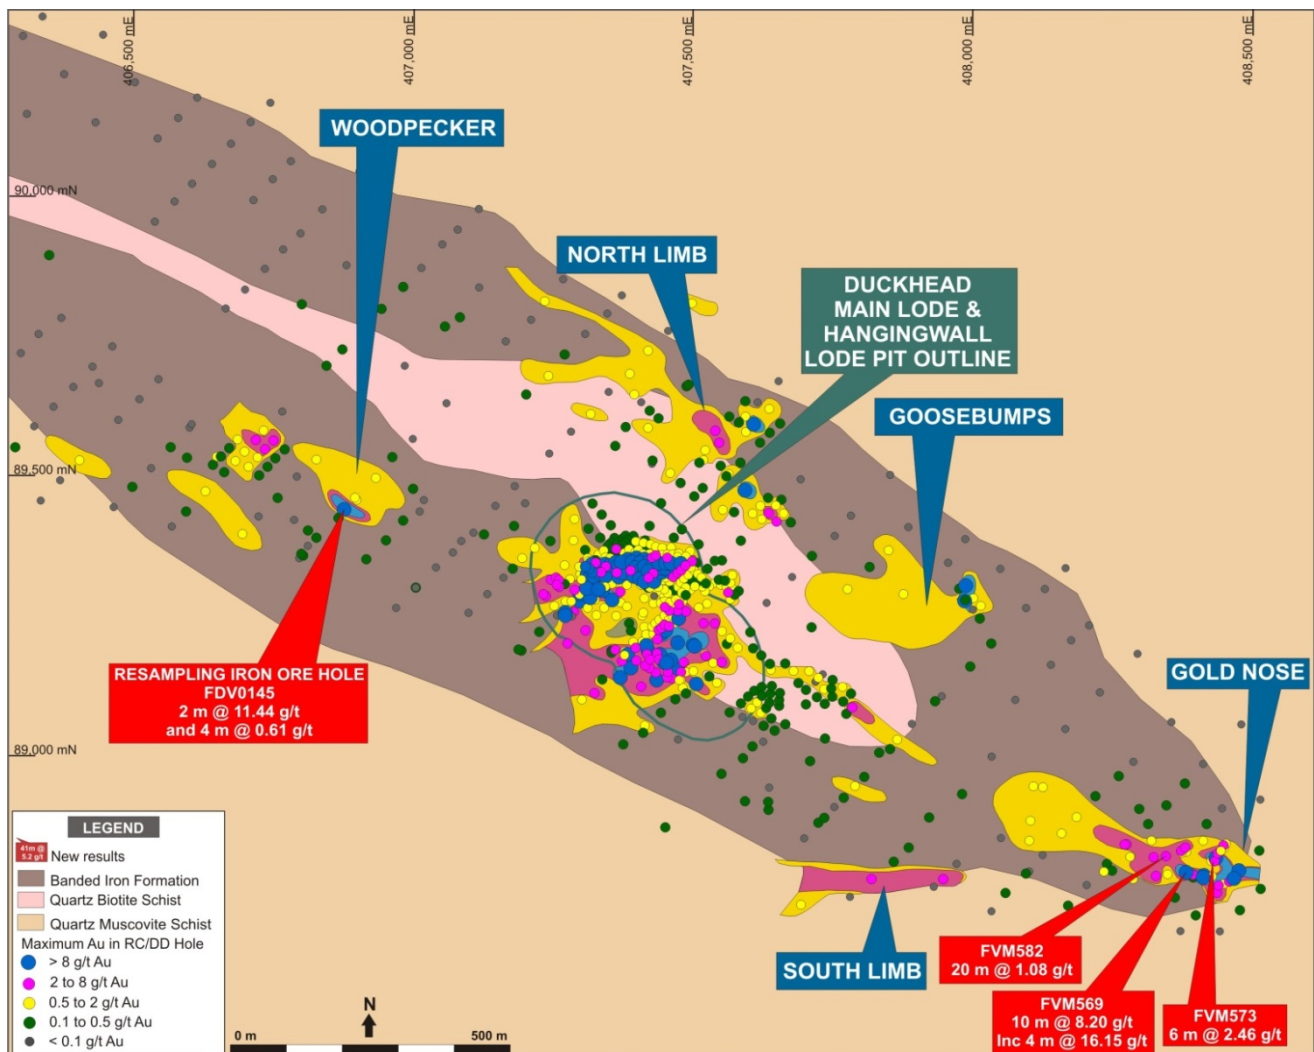 406,500 mE
407,000 mE
407,500 mE
408,000 mE
408,500 mE
WOODPECKER
90,000 mN
NORTH LIMB
DUCKHEAD
MAIN LODE &
HANGINGWALL
LODE PIT OUTLINE
GOOSEBUMPS
89,500 mN
RESAMPLING IRON ORE HOLE
FDV0145
2 m @ 11.44 g/t
and 4 m @ 0.61 g/t
GOLD NOSE
89,000 mN
SOUTH LIMB
FVM582
20 m @ 1.08 g/t
FVM569
10 m @ 8.20 g/t
Inc 4 m @ 16.15 g/t
FVM573
6 m @ 2.46 g/t
LEGEND
41m @
5.2 g/t
New results
Banded Iron Formation
Quartz Biotite Schist
Quartz Muscovite Schist
Maximum Au in RC/DD Hole
> 8 g/t Au
2 to 8 g/t Au
0.5 to 2 g/t Au
0.1 to 0.5 g/t Au
< 0.1 g/t Au
N
0 m
500 m